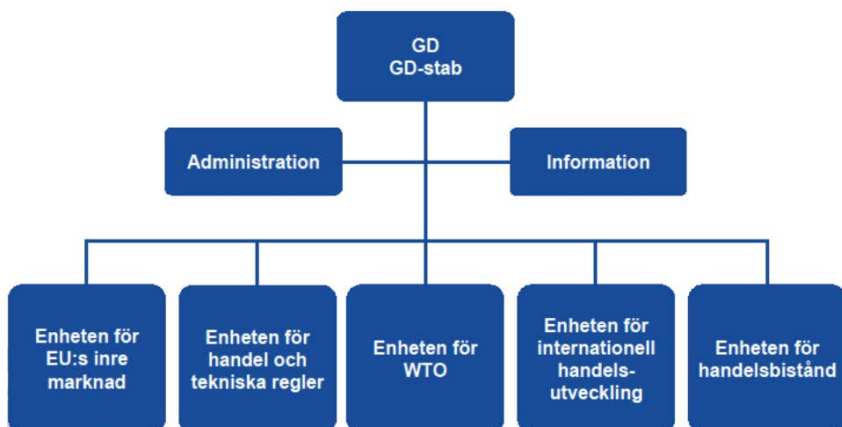 GD
GD-stab
Administration
Information
Enheten för
EU:s inre
marknad
Enheten för
handel och
tekniska regler
Enheten för
WTO
Enheten för
internationell
handels-
utveckling
Enheten för
handelsbistånd